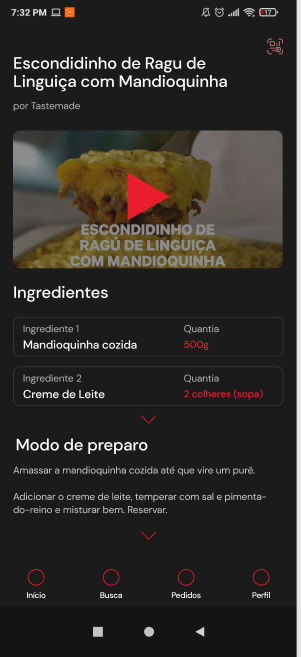 7:32 PM
17
Escondidinho de Ragu de
Linguiça com Mandioquinha
por Tastemade
ESCONDIDINHO DE
RAGÚ DE LINGUIÇA
COM MANDIOQUINHA
Ingredientes
Ingrediente 1 Quantia
Mandioquinha cozida 500g
Ingrediente 2 Quantia
Creme de Leite 2 colheres (sopa)
Modo de preparo
Amassar a mandioquinha cozida até que vire um purê.
Adicionar o creme de leite, temperar com sal e pimenta-
do-reino e misturar bem. Reservar.
Início Busca Pedidos Perfil